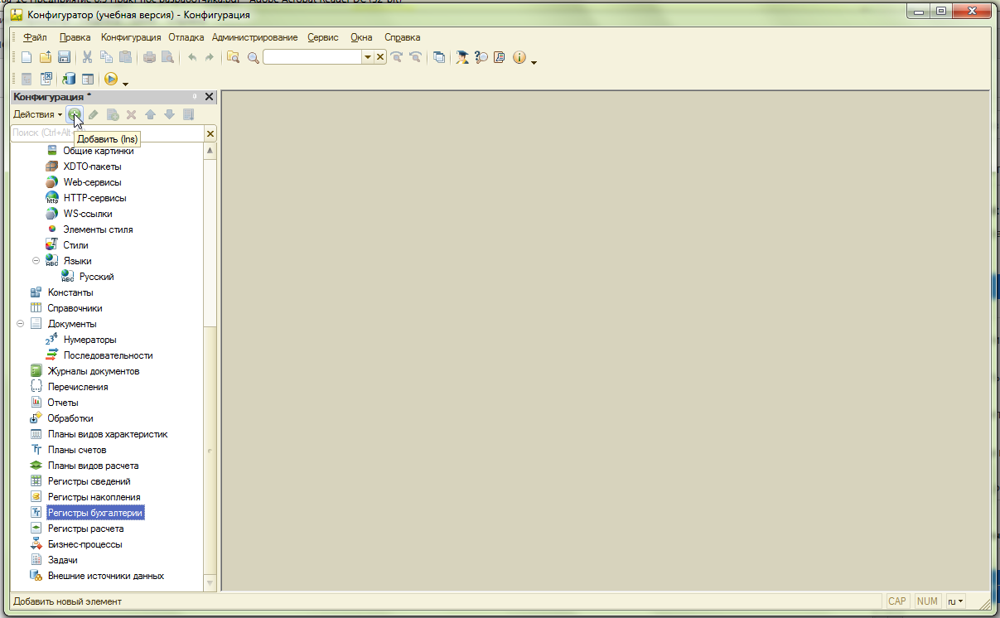 Конфигуратор (учебная версия) - Конфигурация
Файл Правка Конфигурация Отладка Администрирование Сервис Окна Справка
Конфигурация *
Действия
Поиск (Ctrl+Alt+
Добавить (Ins)
Общие картинки
XDTO-пакеты
Web-сервисы
HTTP-сервисы
WS-ссылки
Элементы стиля
Стили
Языки
Русский
Константы
Справочники
Документы
Нумераторы
Последовательности
Журналы документов
Перечисления
Отчеты
Обработки
Планы видов характеристик
Планы счетов
Планы видов расчета
Регистры сведений
Регистры накопления
Регистры бухгалтерии
Регистры расчета
Бизнес-процессы
Задачи
Внешние источники данных
Добавить новый элемент CAP NUM ru